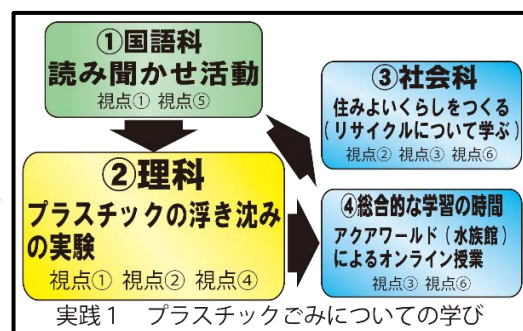 ①国語科
読み聞かせ活動
視点① 視点⑤
②理科
プラスチックの浮き沈み
の実験
視点① 視点② 視点④
③社会科
住みよいくらしをつくる
(リサイクルについて学ぶ)
視点② 視点③ 視点⑥
④総合的な学習の時間
アクアワールド(水族館)
によるオンライン授業
視点③ 視点⑥
実践1 プラスチックごみについての学び